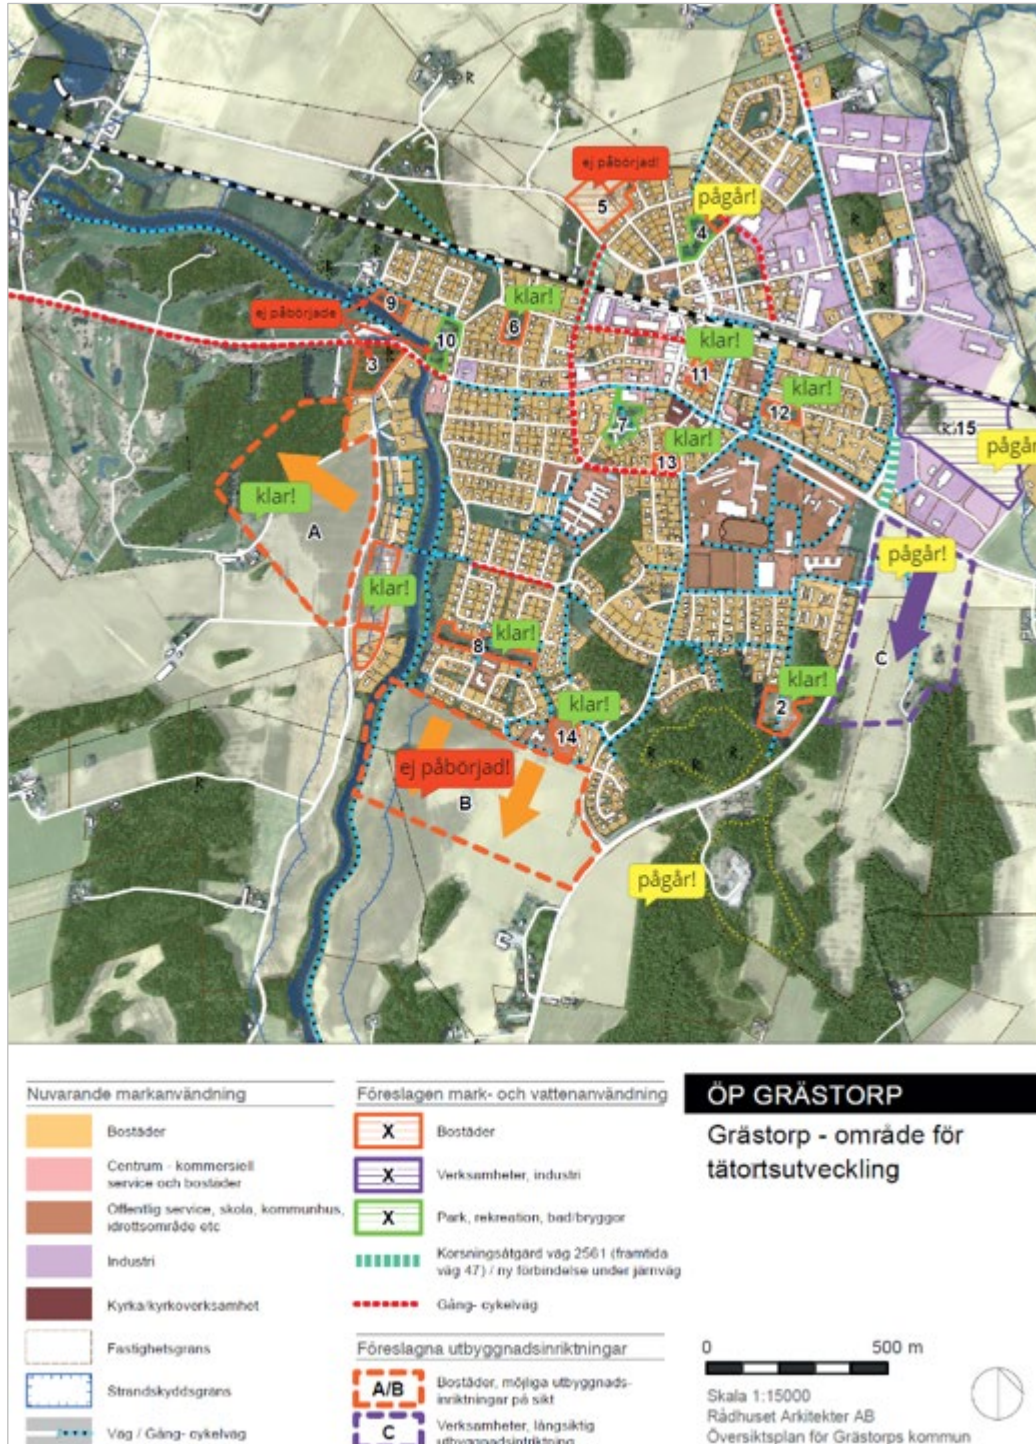 ej påbörjad!
5
pågår!
4
R
R
9
ej påbörjade
10
klar!
6
3
klar!
11
klar!
12
7
klar!
13
R
R 15
pågår
klar!
A
klar!
pågår!
C
klar!
8
klar!
2
klar!
14
ej påbörjad!
B
R
R
R
pågår!
R
Nuvarande markanvändning
Bostäder
Centrum - kommersiell
service och bostäder
Offentlig service, skola, kommunhus,
idrottsområde etc
Industri
Kyrka/kyrkoverksamhet
Fastighetsgräns
Strandskyddsgräns
Väg / Gång- cykelväg
Föreslagen mark- och vattenanvändning
X Bostäder
X Verksamheter, industri
X Park, rekreation, bad/bryggor
Korsningsåtgärd väg 2561 (framtida
väg 47) / ny förbindelse under järnväg
Gång- cykelväg
Föreslagna utbyggnadsinriktningar
A/B Bostäder, möjliga utbyggnads-
inriktningar på sikt
C Verksamheter, långsiktig
utbyggnadsinriktning
ÖP GRÄSTORP
Grästorp - område för
tätortsutveckling
0 500 m
Skala 1:15000
Rådhuset Arkitekter AB
Översiktsplan för Grästorps kommun